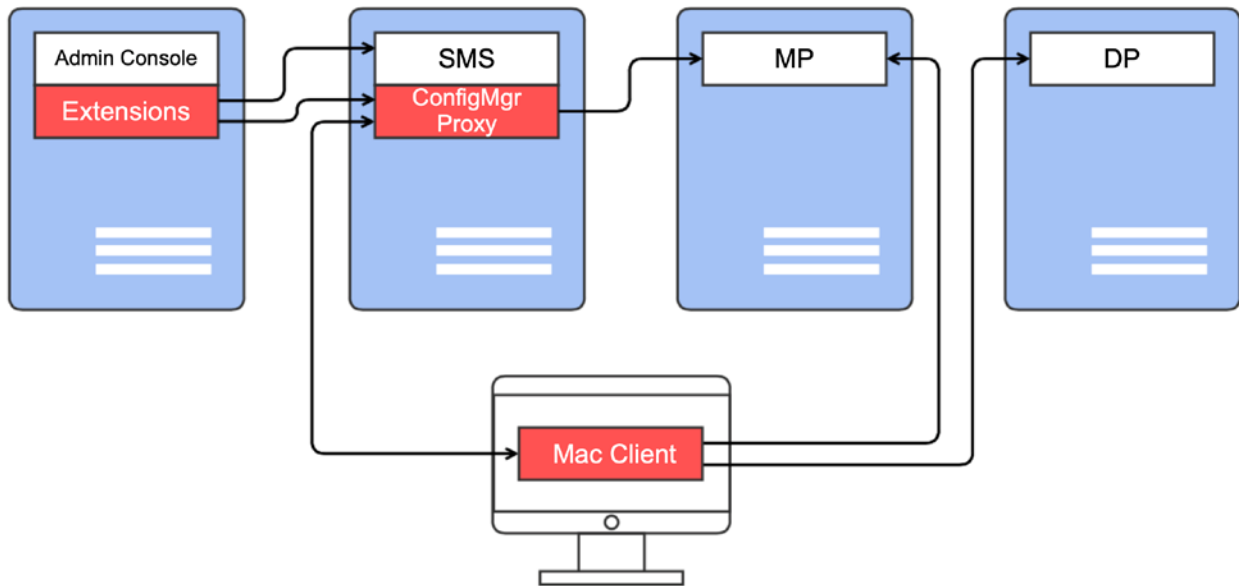 Admin Console
Extensions
SMS
ConfigMgr
Proxy
MP
DP
Mac Client